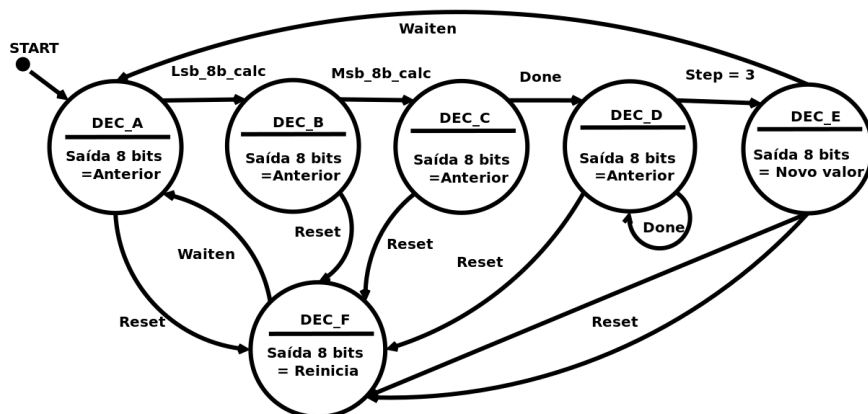 Waiten
START
Lsb_8b_calc
Msb_8b_calc
Done
Step = 3
DEC_A
Saída 8 bits
=Anterior
DEC_B
Saída 8 bits
=Anterior
DEC_C
Saída 8 bits
=Anterior
DEC_D
Saída 8 bits
=Anterior
DEC_E
Saída 8 bits
= Novo valor
Done
Reset
Reset
Waiten
Reset
Reset
Reset
DEC_F
Saída 8 bits
= Reinicia